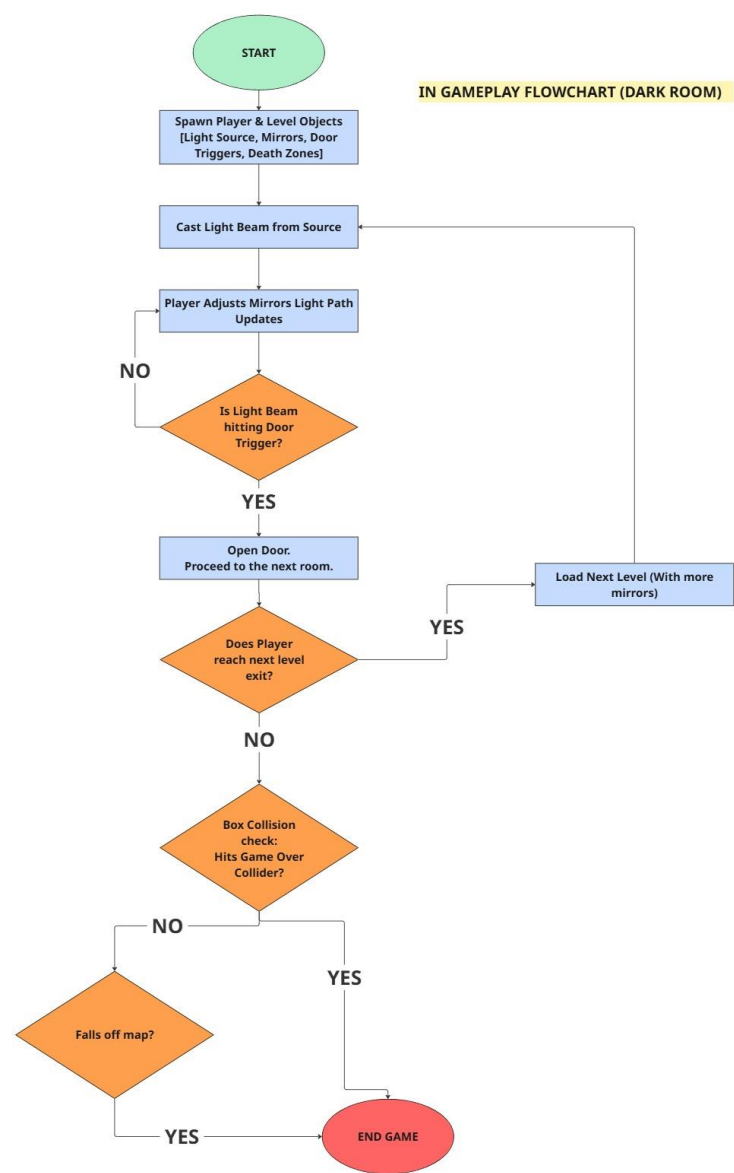 START
IN GAMEPLAY FLOWCHART (DARK ROOM)
Spawn Player & Level Objects
[Light Source, Mirrors, Door
Triggers, Death Zones]
Cast Light Beam from Source
Player Adjusts Mirrors Light Path
Updates
NO
Is Light Beam
hitting Door
Trigger?
YES
Open Door.
Proceed to the next room.
Load Next Level (With more
mirrors)
YES
Does Player
reach next level
exit?
NO
Box Collision
check:
Hits Game Over
Collider?
NO
YES
Falls off map?
YES
END GAME